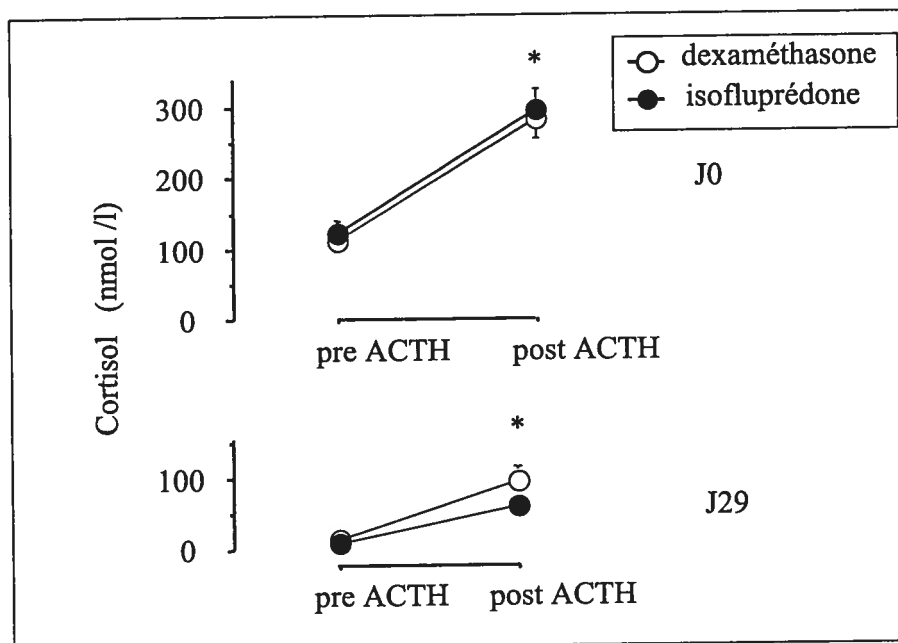 dexaméthasone
isofluprédone
*
300
200
100
0
Cortisol (nmol /l)
J0
pre ACTH post ACTH
*
100
0
J29
pre ACTH post ACTH